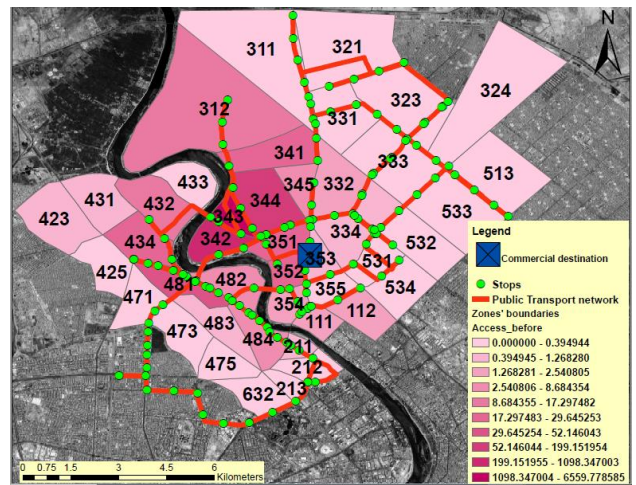 N
311
321
324
323
312
331
341
333
513
433
345
332
431
432
344
533
423
343
334
342
351
532
434
353
531
425
352
481
482
355
534
471
354
112
483
111
473
484
211
475
212
213
632
Legend
Commercial destination
Stops
Public Transport network
Zones' boundaries
Access_before
0.000000 - 0.394944
0.394945 - 1.268280
1.268281 - 2.540805
2.540806 - 8.684354
8.684355 - 17.297482
17.297483 - 29.645253
29.645254 - 52.146043
52.146044 - 199.151954
199.151955 - 1098.347003
1098.347004 - 6559.778585
0 0.75 1.5 3 4.5 6
Kilometers